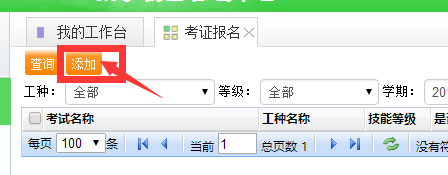 我的工作台 考证报名
查询 添加
工种： 全部 等级： 全部 学期： 20
考试名称 工种名称 技能等级 是
每页 100 条 当前 1 总页数 1 没有符